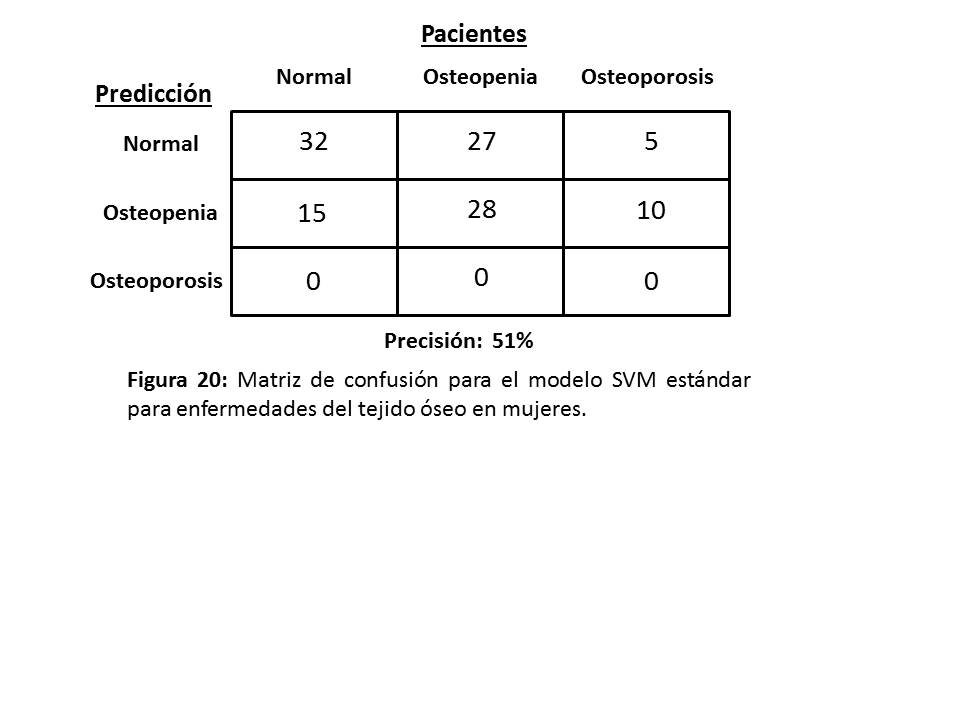 Pacientes
Normal Osteopenia Osteoporosis
Predicción
Normal 32 27 5
Osteopenia 15 28 10
Osteoporosis 0 0 0
Precisión: 51%
Figura 20: Matriz de confusión para el modelo SVM estándar
para enfermedades del tejido óseo en mujeres.